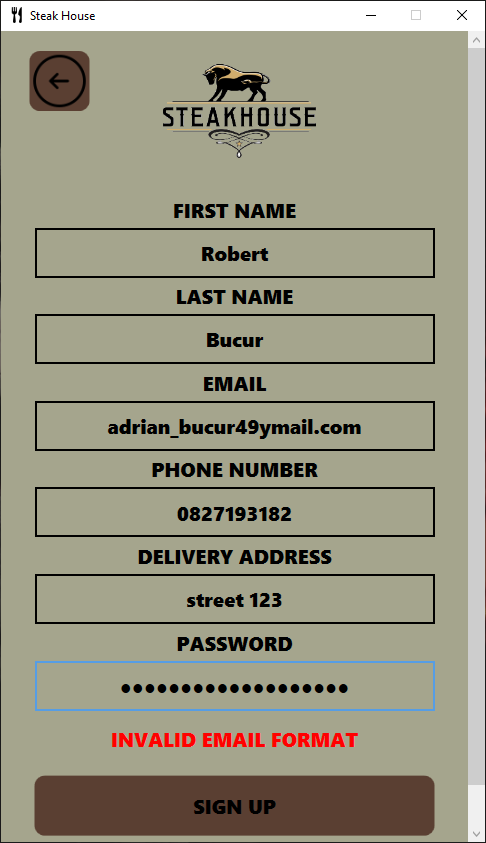 Steak House
STEAKHOUSE
FIRST NAME
Robert
LAST NAME
Bucur
EMAIL
adrian_bucur49ymail.com
PHONE NUMBER
0827193182
DELIVERY ADDRESS
street 123
PASSWORD
●●●●●●●●●●●●●●●●●●●
INVALID EMAIL FORMAT
SIGN UP